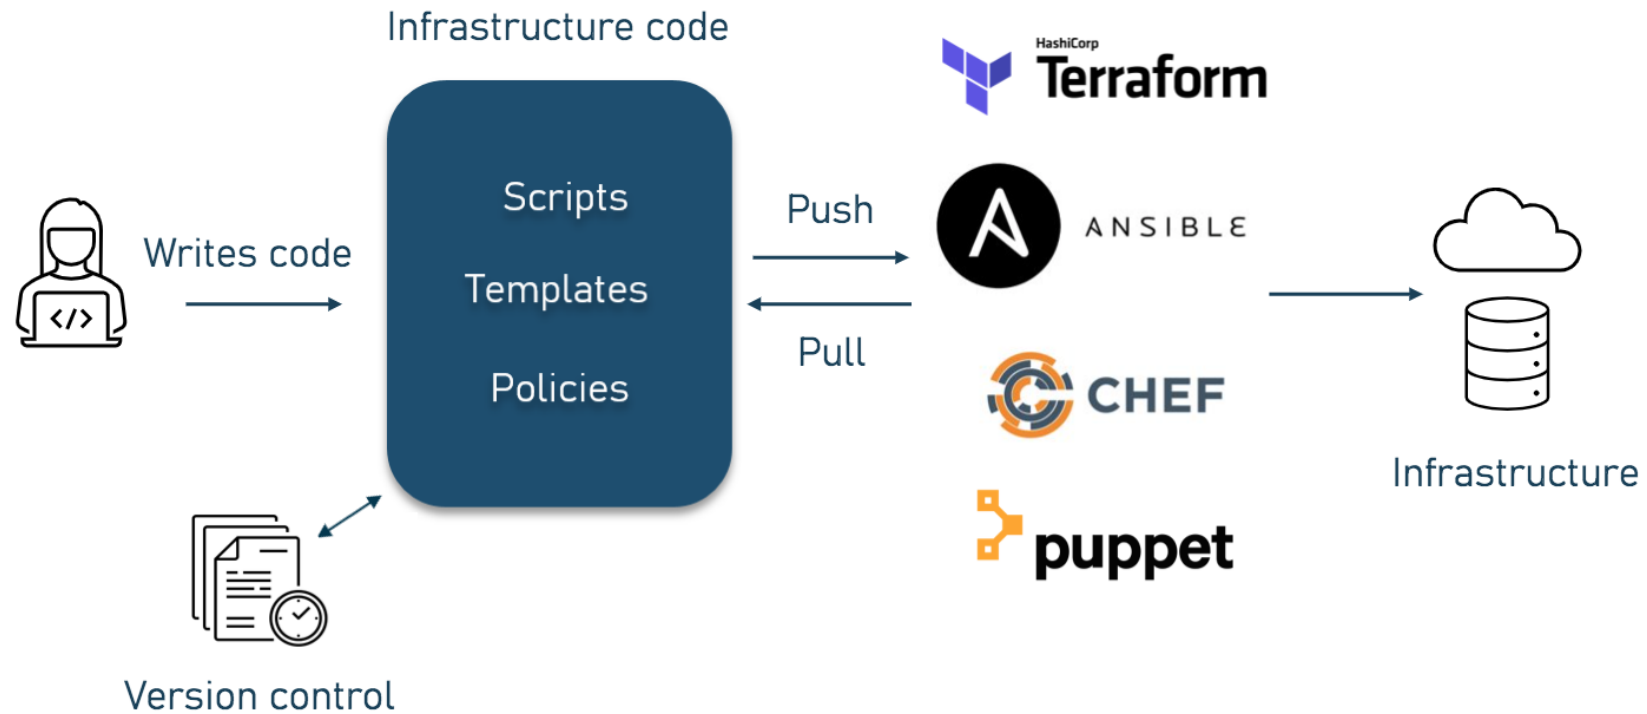 Infrastructure code
Scripts
Templates
Policies
Writes code
</>
Version control
Push
Pull
HashiCorp
Terraform
ANSIBLE
CHEF
puppet
Infrastructure